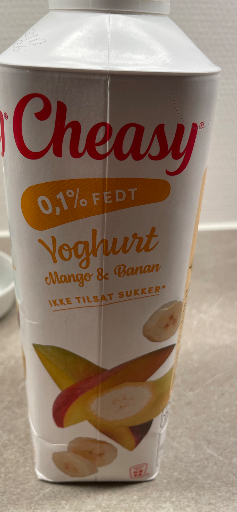 Cheasy®
0,1% FEDT
Yoghurt
Mango & Banan
IKKE TILSAT SUKKER*